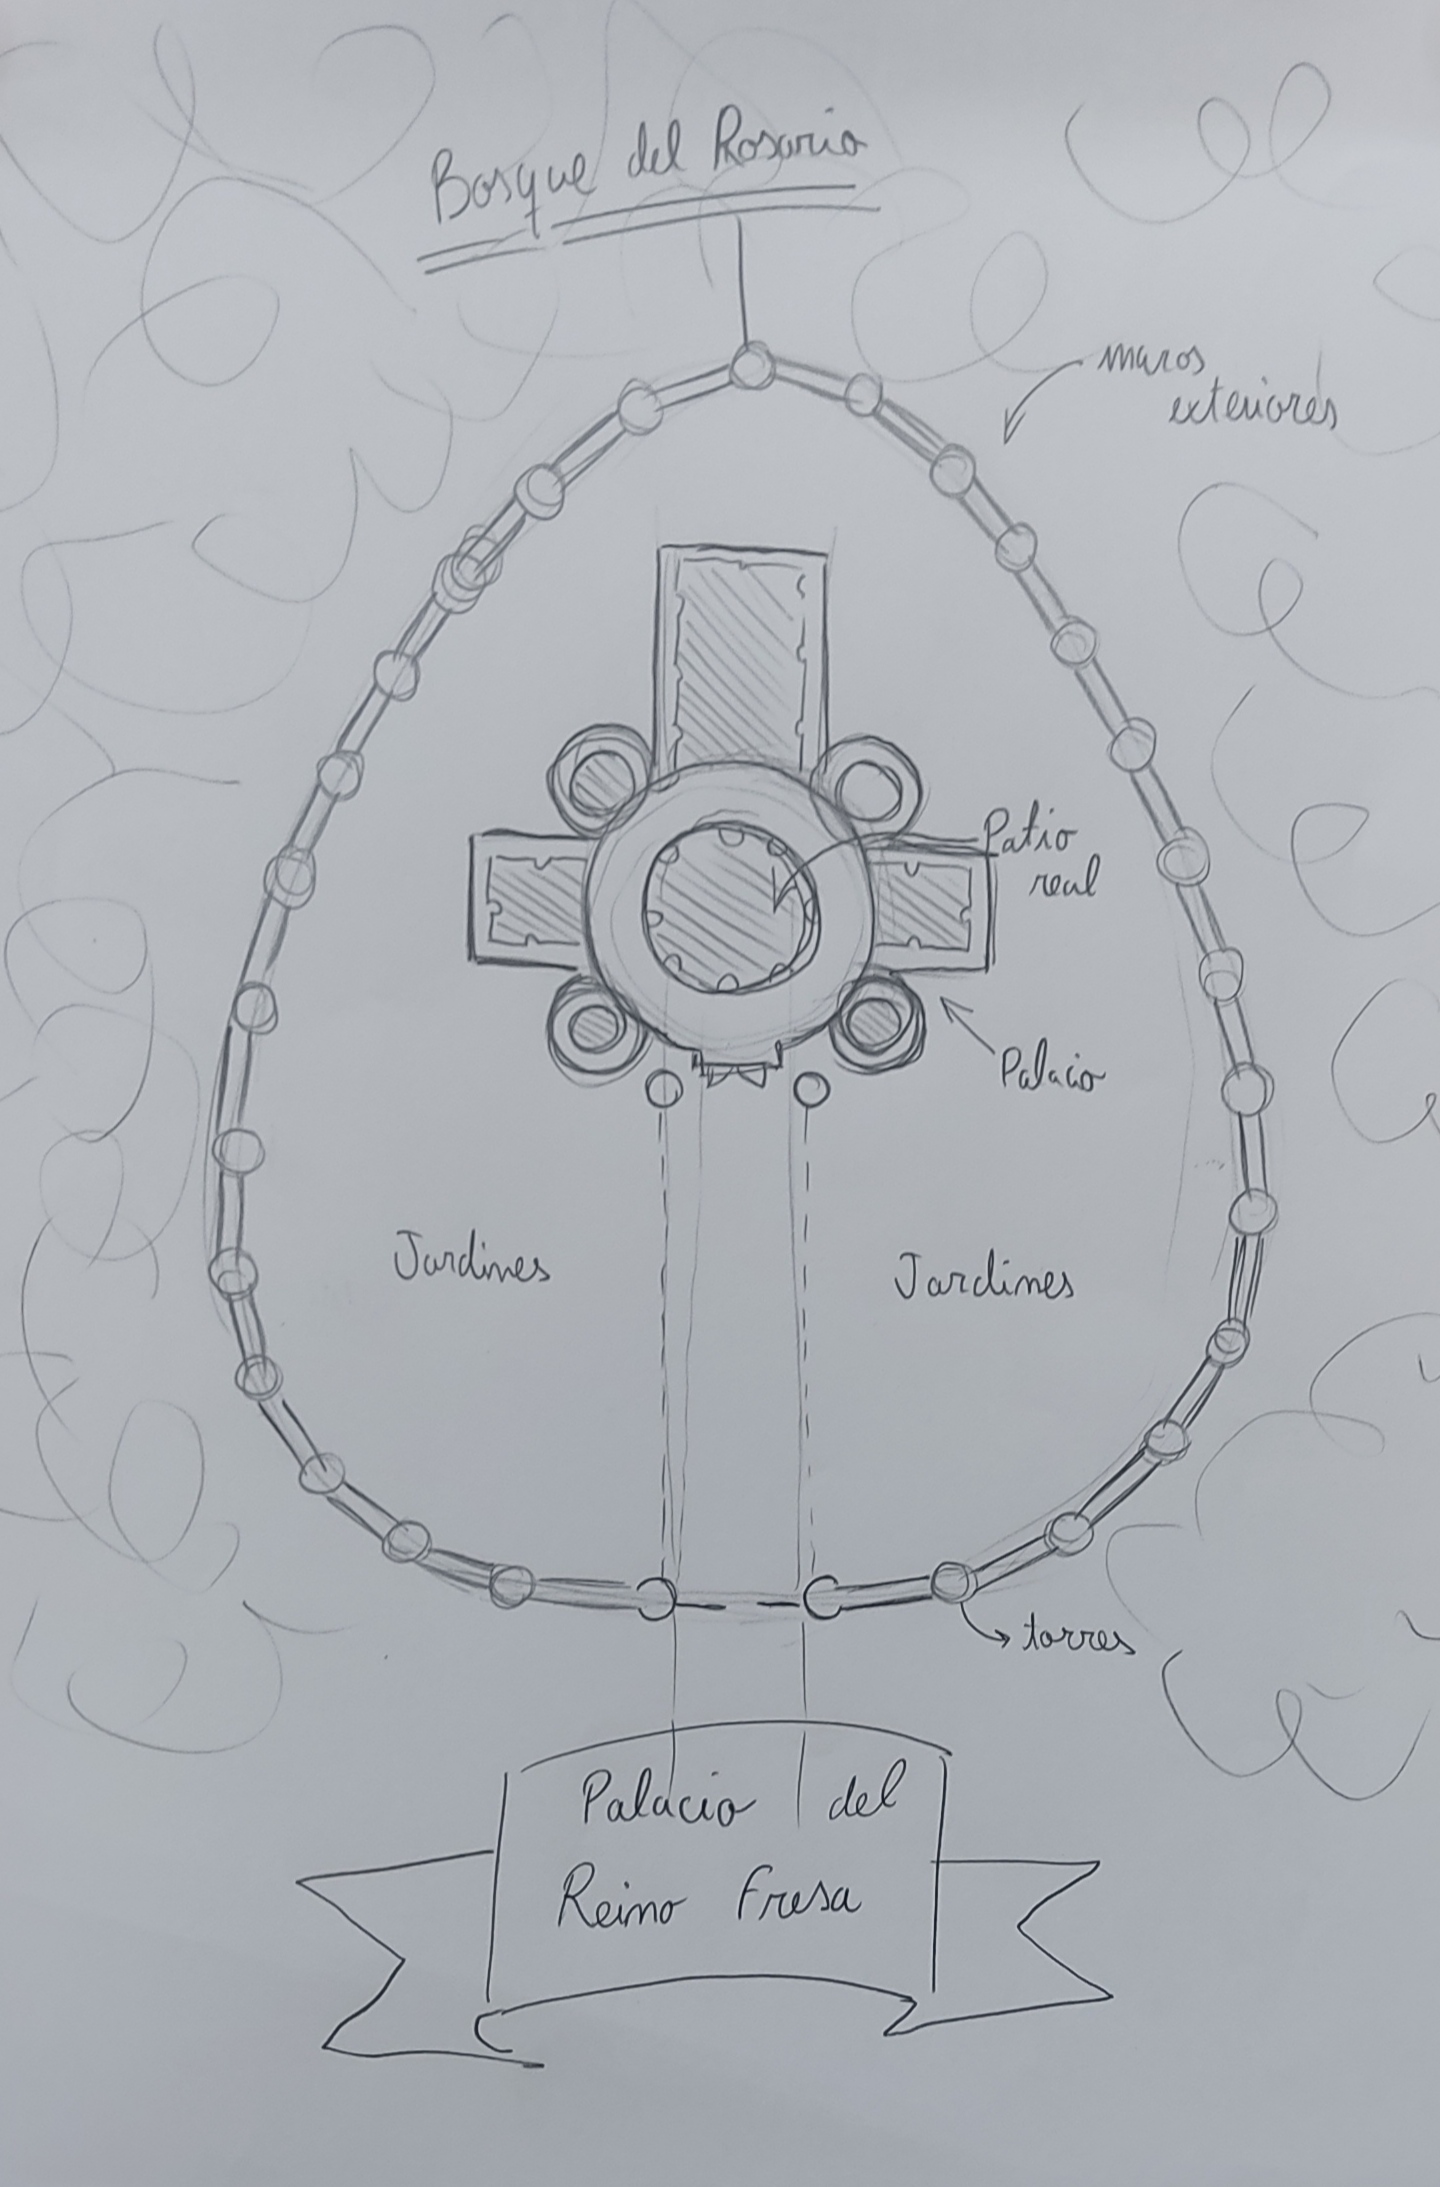 Bosque del Rosario
muros
exteriores
Patio
real
Palacio
Jardines
Jardines
torres
Palacio del
Reino Fresa